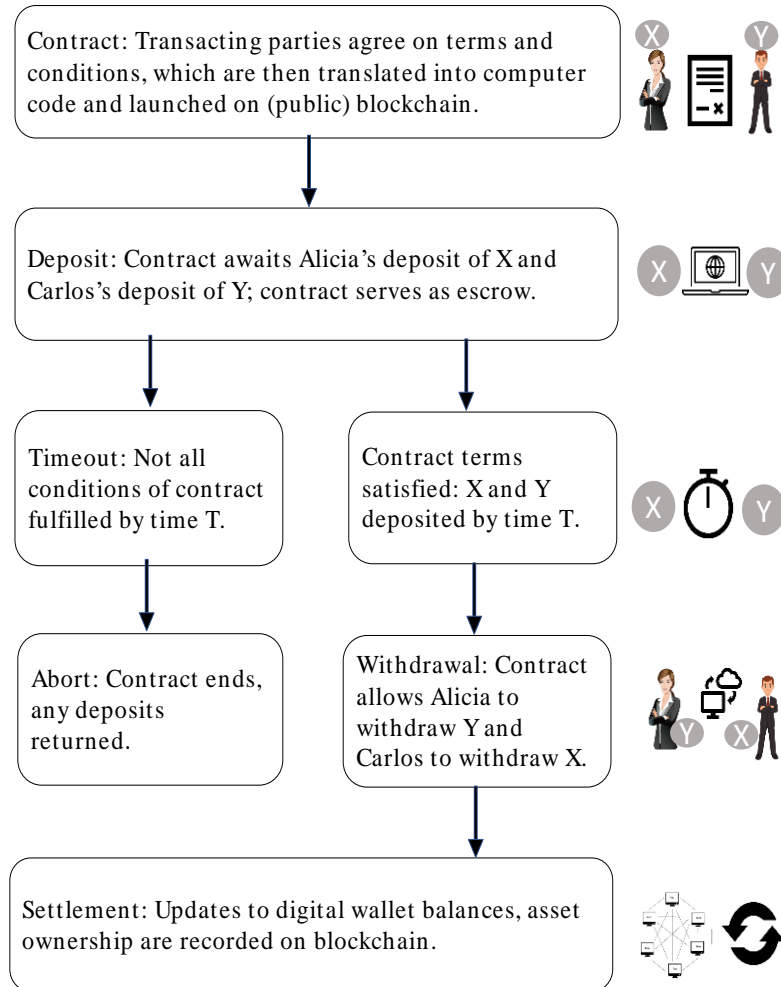 Contract: Transacting parties agree on terms and
conditions, which are then translated into computer
code and launched on (public) blockchain.
X
Y
Deposit: Contract awaits Alicia’s deposit of X and
Carlos’s deposit of Y; contract serves as escrow.
X
Y
Timeout: Not all
conditions of contract
fulfilled by time T.
Contract terms
satisfied: X and Y
deposited by time T.
X
Y
Abort: Contract ends,
any deposits
returned.
Withdrawal: Contract
allows Alicia to
withdraw Y and
Carlos to withdraw X.
Y
X
Settlement: Updates to digital wallet balances, asset
ownership are recorded on blockchain.